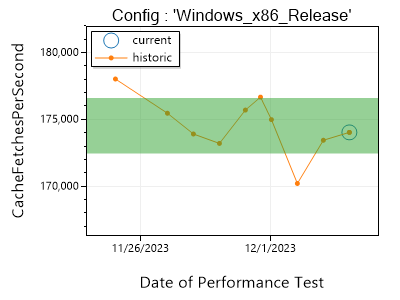 Config : 'Windows_x86_Release'
current
historic
180,000
175,000
170,000
CacheFetchesPerSecond
11/26/2023
12/1/2023
Date of Performance Test